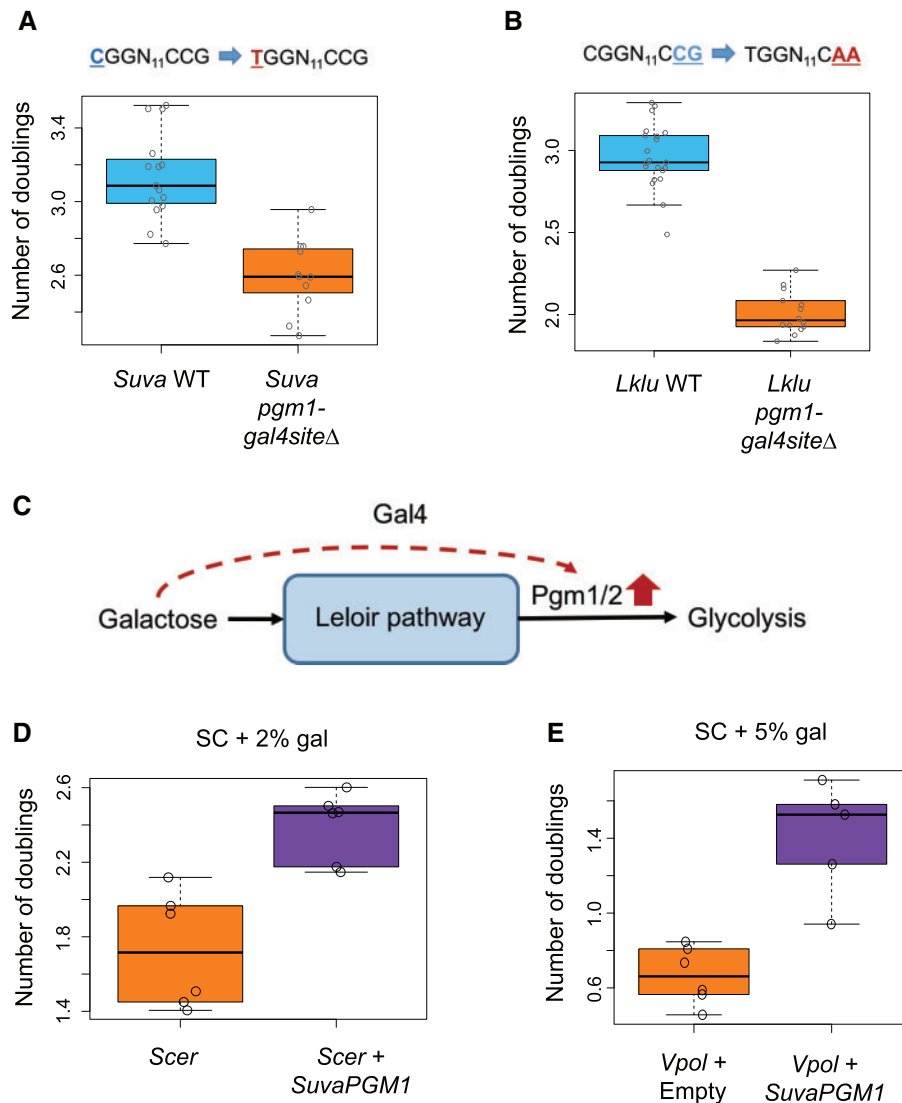 A
CGGN₁₁CCG TGGN₁₁CCG
Number of doublings
3.4
3.0
2.6
Suva WT
Suva
pgm1-
gal4siteΔ
B
CGGN₁₁CCG TGGN₁₁CAA
Number of doublings
3.0
2.5
2.0
Lklu WT
Lklu
pgm1-
gal4siteΔ
C
Gal4
Galactose
Leloir pathway
Pgm1/2
Glycolysis
D
SC + 2% gal
Number of doublings
2.6
2.2
1.8
1.4
Scer
Scer +
SuvaPGM1
E
SC + 5% gal
Number of doublings
1.4
1.0
0.6
Vpol +
Empty
Vpol +
SuvaPGM1